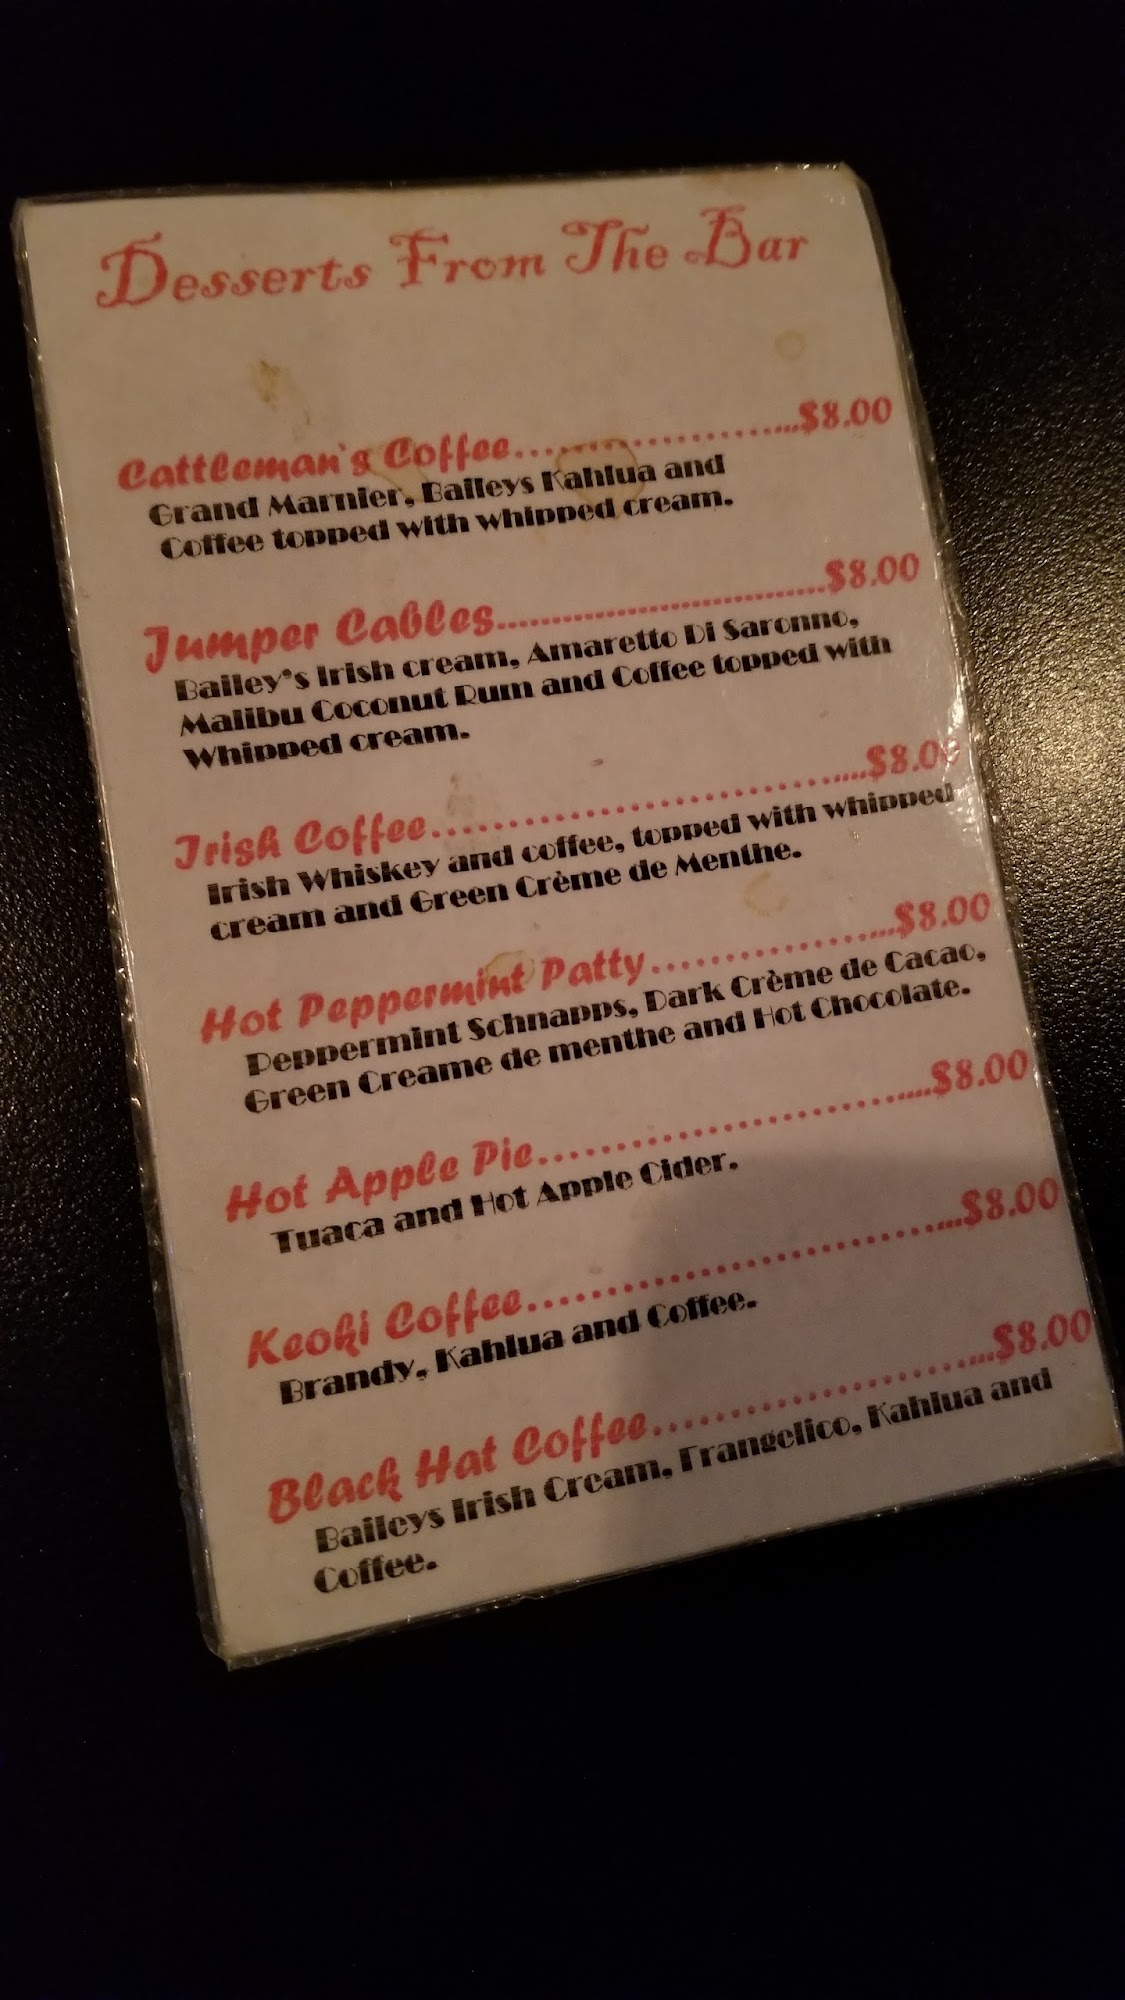 Desserts From The Bar
Cattleman's Coffee.........................$8.00
Grand Marnier, Baileys Kahlua and
Coffee topped with whipped cream.
Jumper Cables..............................$8.00
Bailey's Irish cream, Amaretto Di Saronno,
Malibu Coconut Rum and Coffee topped with
Whipped cream.
Irish Coffee..............................$8.00
Irish Whiskey and coffee, topped with whipped
cream and Green Crème de Menthe.
Hot Peppermint Patty..................$8.00
Peppermint Schnapps, Dark Crème de Cacao,
Green Creame de menthe and Hot Chocolate.
Hot Apple Pie..........................$8.00
Tuaca and Hot Apple Cider.
Keoki Coffee............................$8.00
Brandy, Kahlua and Coffee.
Black Hat Coffee.......................$8.00
Baileys Irish Cream, Frangelico, Kahlua and
Coffee.